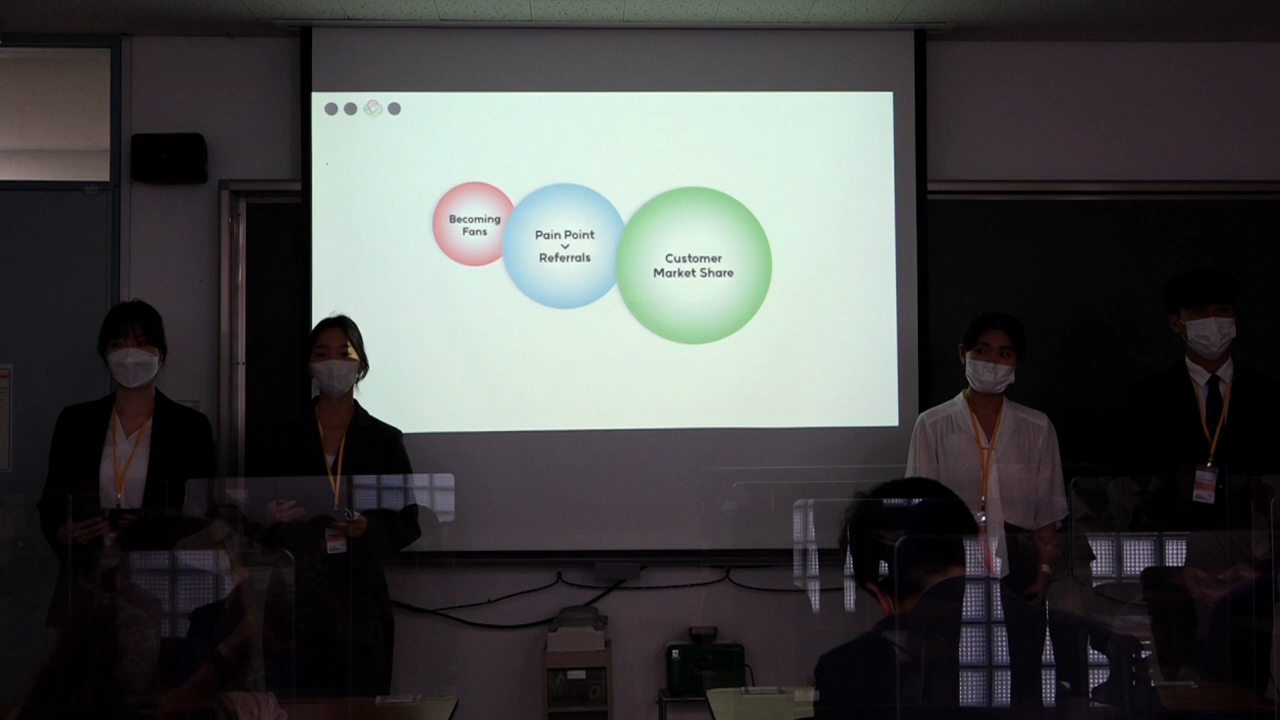 Becoming
Fans
Pain Point
Referrals
Customer
Market Share